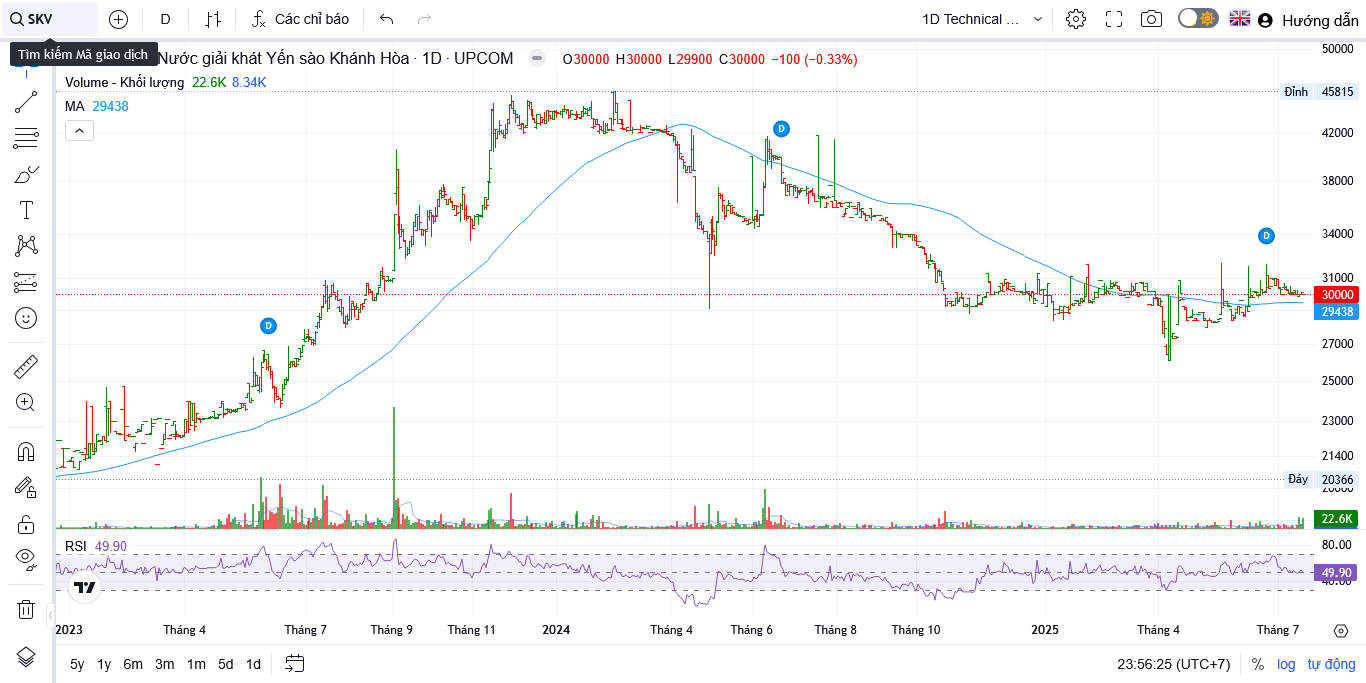 SKV
D
Các chỉ báo
1D Technical ...
Hướng dẫn
Tìm kiếm Mã giao dịch
Nước giải khát Yến sào Khánh Hòa · 1D · UPCOM
O30000 H30000 L29900 C30000 −100 (−0.33%)
Volume - Khối lượng 22.6K 8.34K
MA 29438
50000
Đỉnh 45815
42000
38000
34000
31000
30000
29438
27000
25000
23000
21400
Đáy 20366
20000
22.6K
D
D
D
RSI 49.90
80.00
49.90
40.00
2023 Tháng 4 Tháng 7 Tháng 9 Tháng 11 2024 Tháng 4 Tháng 6 Tháng 8 Tháng 10 2025 Tháng 4 Tháng 7
5y 1y 6m 3m 1m 5d 1d
23:56:25 (UTC+7) % log tự động